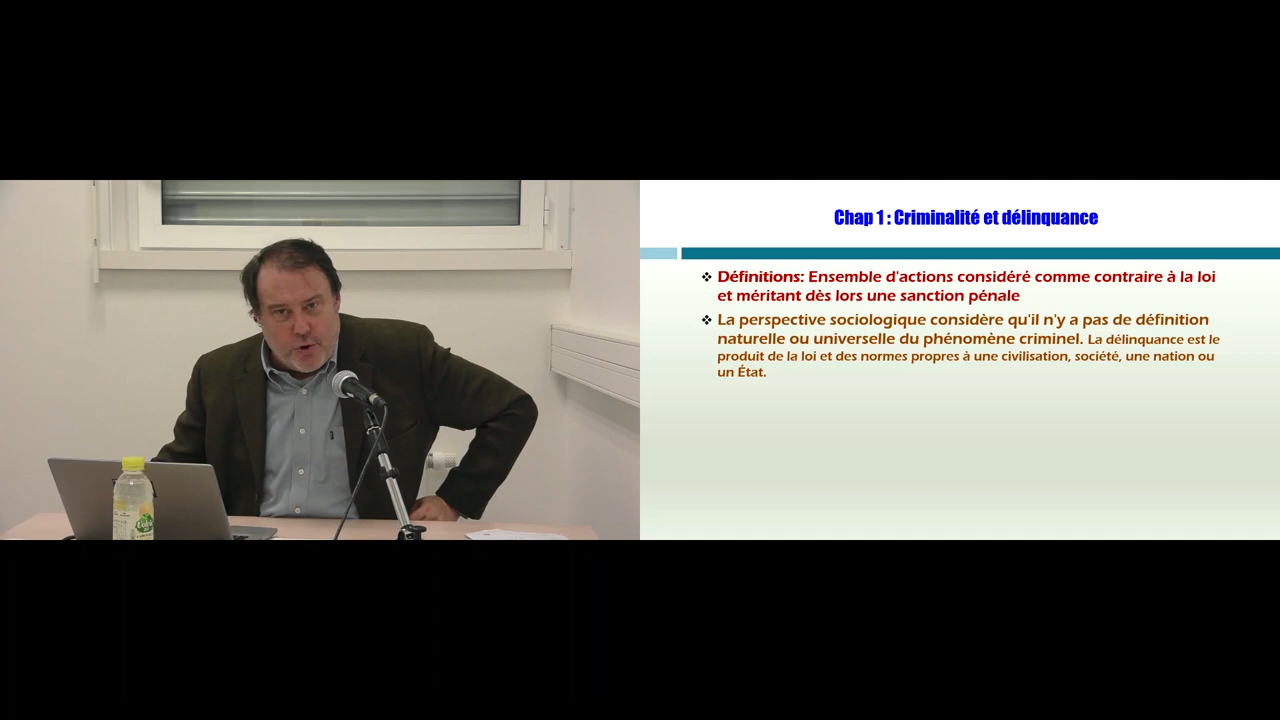 Chap 1 : Criminalité et délinquance
Définitions: Ensemble d'actions considéré comme contraire à la loi
et méritant dès lors une sanction pénale
La perspective sociologique considère qu'il n'y a pas de définition
naturelle ou universelle du phénomène criminel. La délinquance est le
produit de la loi et des normes propres à une civilisation, société, une nation ou
un État.